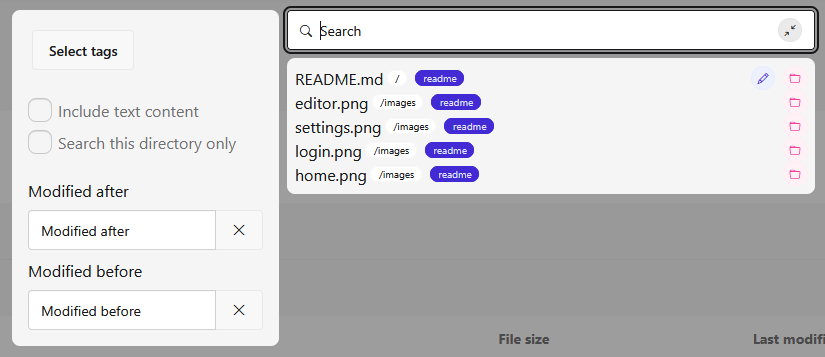 Select tags
Include text content
Search this directory only
Modified after
Modified after
Modified before
Modified before
Search
README.md / readme
editor.png /images readme
settings.png /images readme
login.png /images readme
home.png /images readme
File size
Last modifi